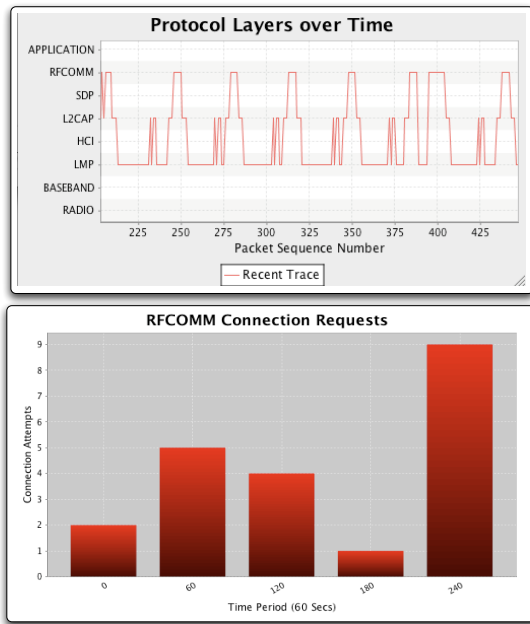 Protocol Layers over Time
APPLICATION
RFCOMM
SDP
L2CAP
HCI
LMP
BASEBAND
RADIO
225 250 275 300 325 350 375 400 425
Packet Sequence Number
Recent Trace
RFCOMM Connection Requests
Connection Attempts
9
8
7
6
5
4
3
2
1
0
0 60 120 180 240
Time Period (60 Secs)